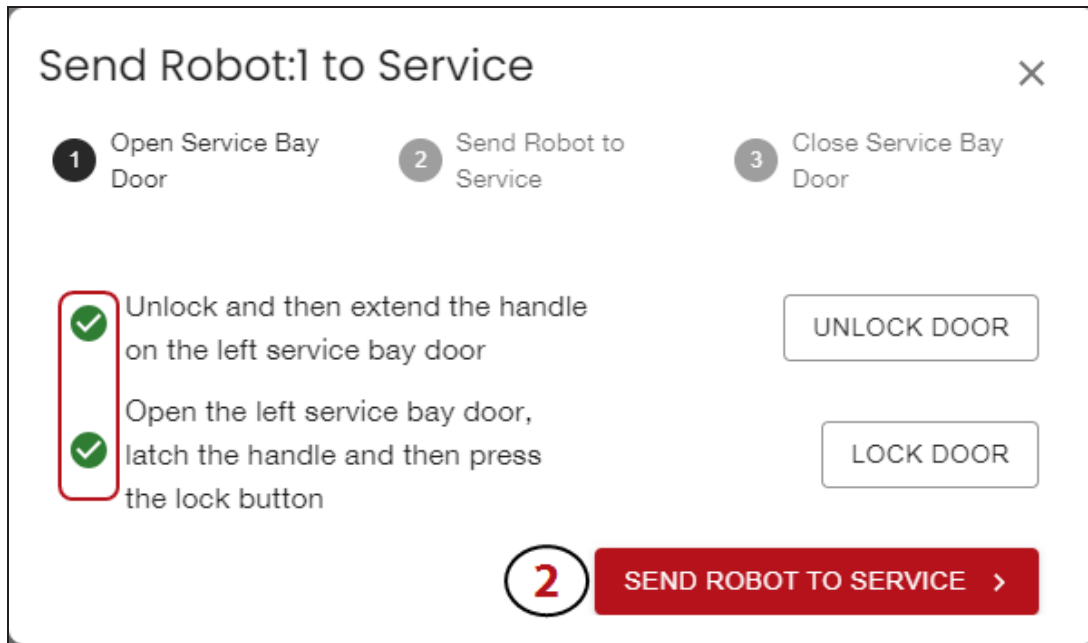 Send Robot:1 to Service
1
Open Service Bay
Door
2
Send Robot to
Service
3
Close Service Bay
Door
Unlock and then extend the handle
on the left service bay door
UNLOCK DOOR
Open the left service bay door,
latch the handle and then press
the lock button
LOCK DOOR
2
SEND ROBOT TO SERVICE